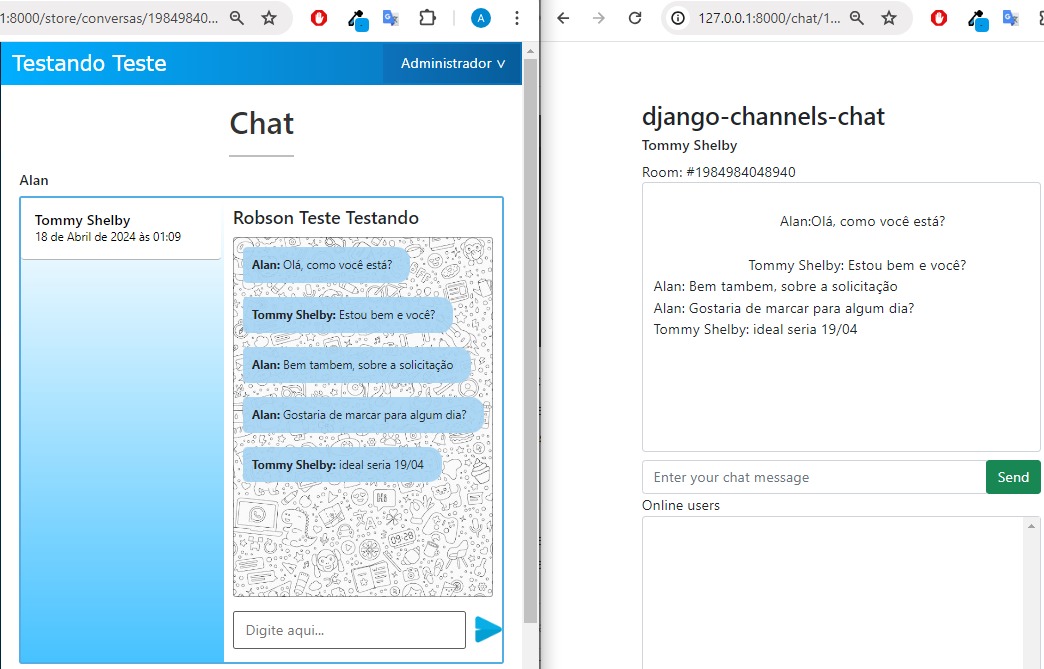 1:8000/store/conversas/19849840...
A
Testando Teste
Administrador ˅
Chat
Alan
Tommy Shelby
18 de Abril de 2024 às 01:09
Robson Teste Testando
Alan: Olá, como você está?
Tommy Shelby: Estou bem e você?
Alan: Bem tambem, sobre a solicitação
Alan: Gostaria de marcar para algum dia?
Tommy Shelby: ideal seria 19/04
09:28
Digite aqui...
127.0.0.1:8000/chat/1...
django-channels-chat
Tommy Shelby
Room: #1984984048940
Alan:Olá, como você está?
Tommy Shelby: Estou bem e você?
Alan: Bem tambem, sobre a solicitação
Alan: Gostaria de marcar para algum dia?
Tommy Shelby: ideal seria 19/04
Enter your chat message
Send
Online users